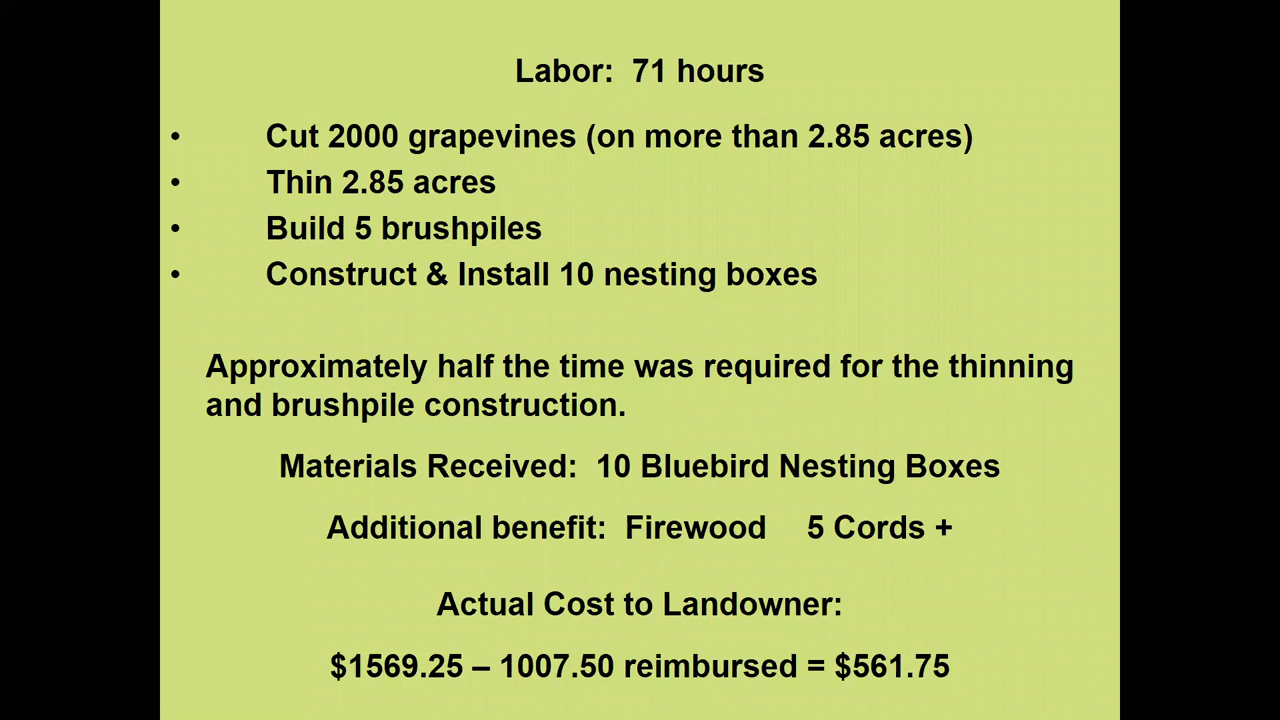 Labor: 71 hours
• Cut 2000 grapevines (on more than 2.85 acres)
• Thin 2.85 acres
• Build 5 brushpiles
• Construct & Install 10 nesting boxes
Approximately half the time was required for the thinning
and brushpile construction.
Materials Received: 10 Bluebird Nesting Boxes
Additional benefit: Firewood 5 Cords +
Actual Cost to Landowner:
$1569.25 – 1007.50 reimbursed = $561.75